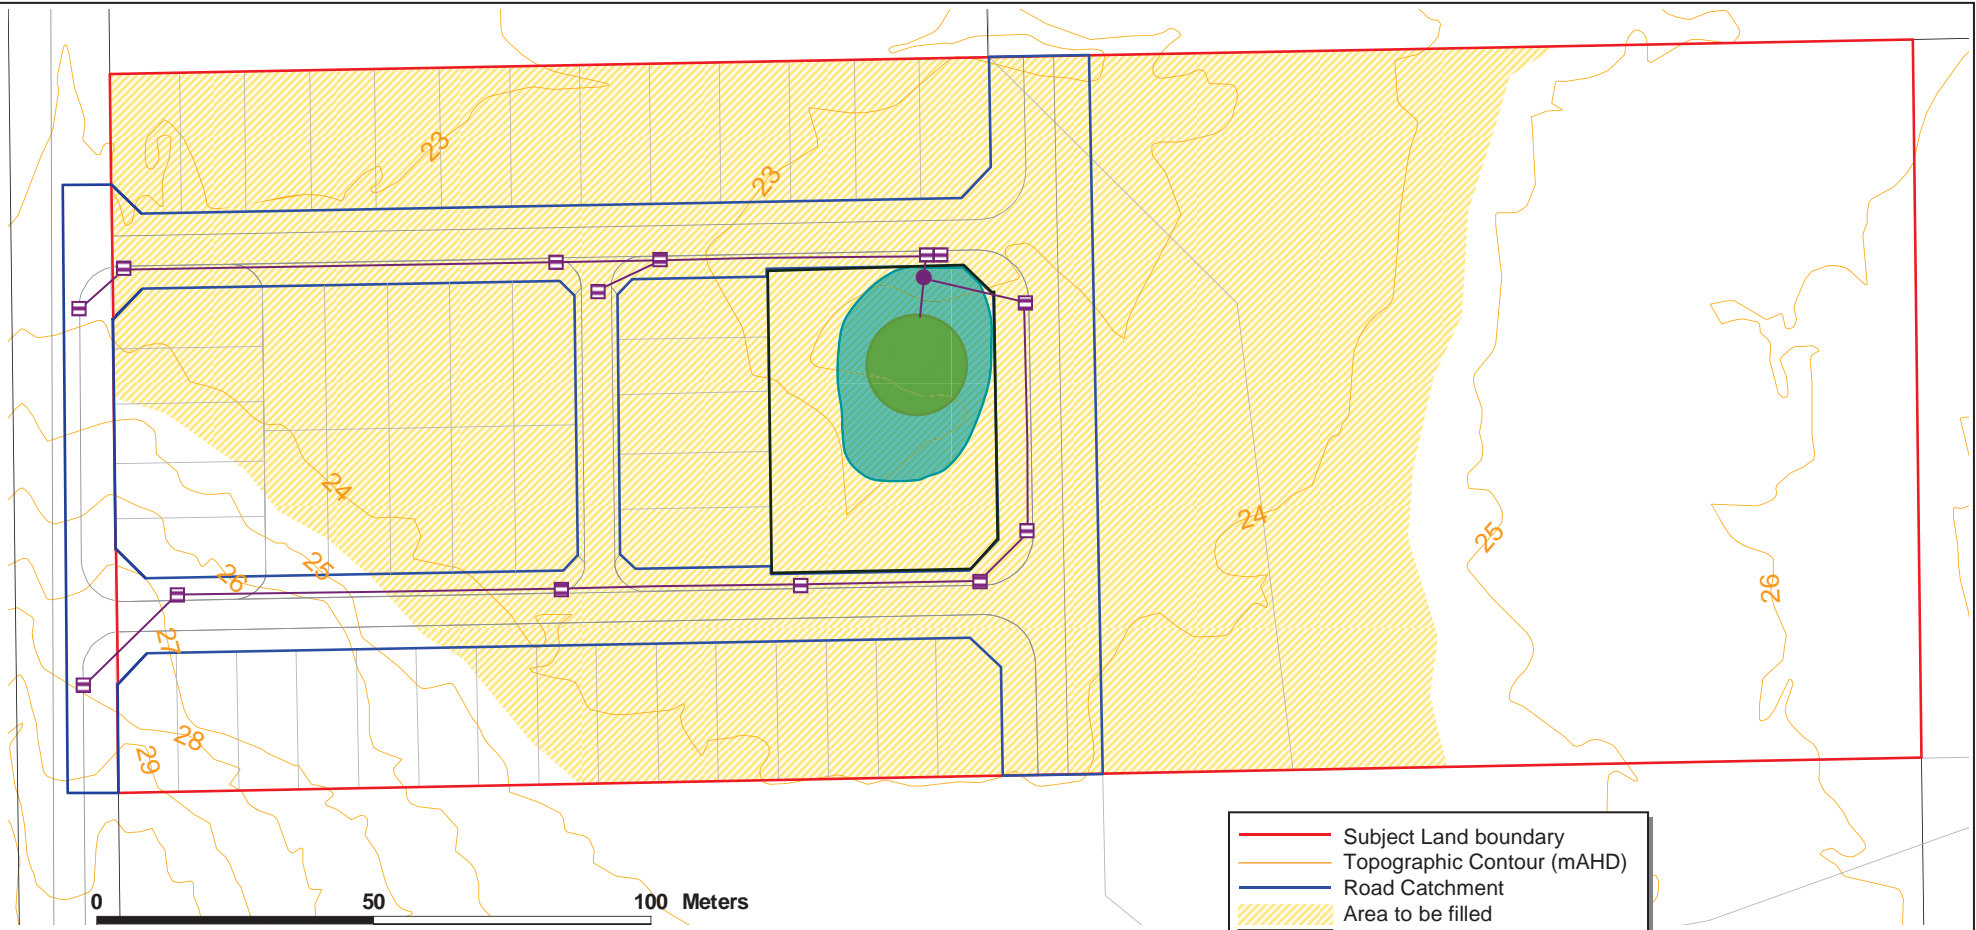 23
23
24
24
25
25
26
26
27
28
29
0 50 100 Meters
Subject Land boundary
Topographic Contour (mAHD)
Road Catchment
Area to be filled